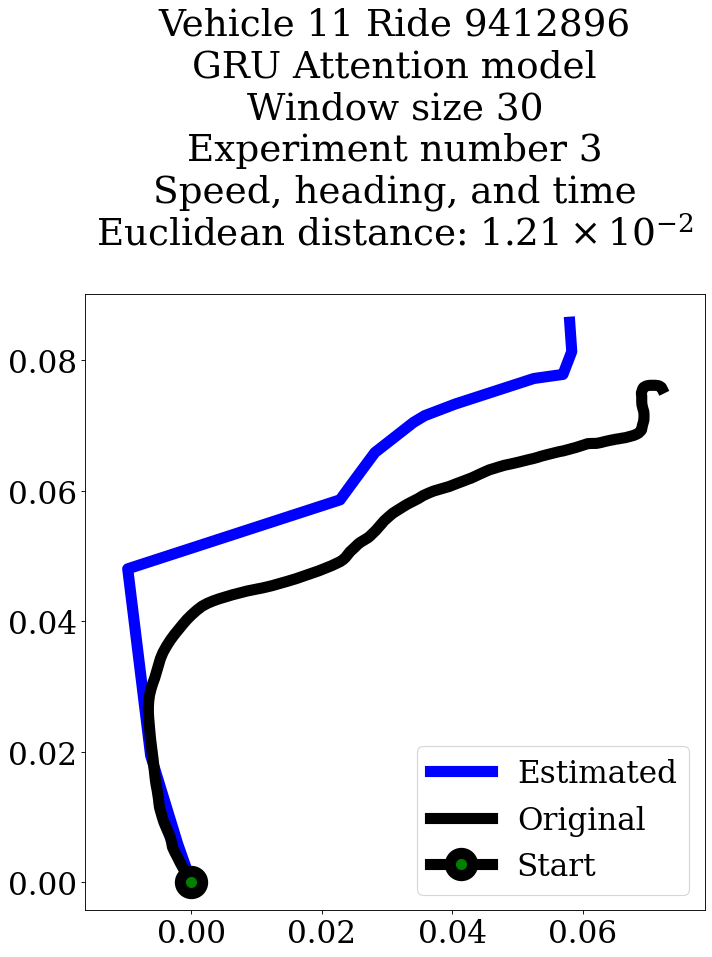 Vehicle 11 Ride 9412896
GRU Attention model
Window size 30
Experiment number 3
Speed, heading, and time
Euclidean distance: 1.21 × 10⁻²
0.08
0.06
0.04
0.02
0.00
0.00 0.02 0.04 0.06
Estimated
Original
Start